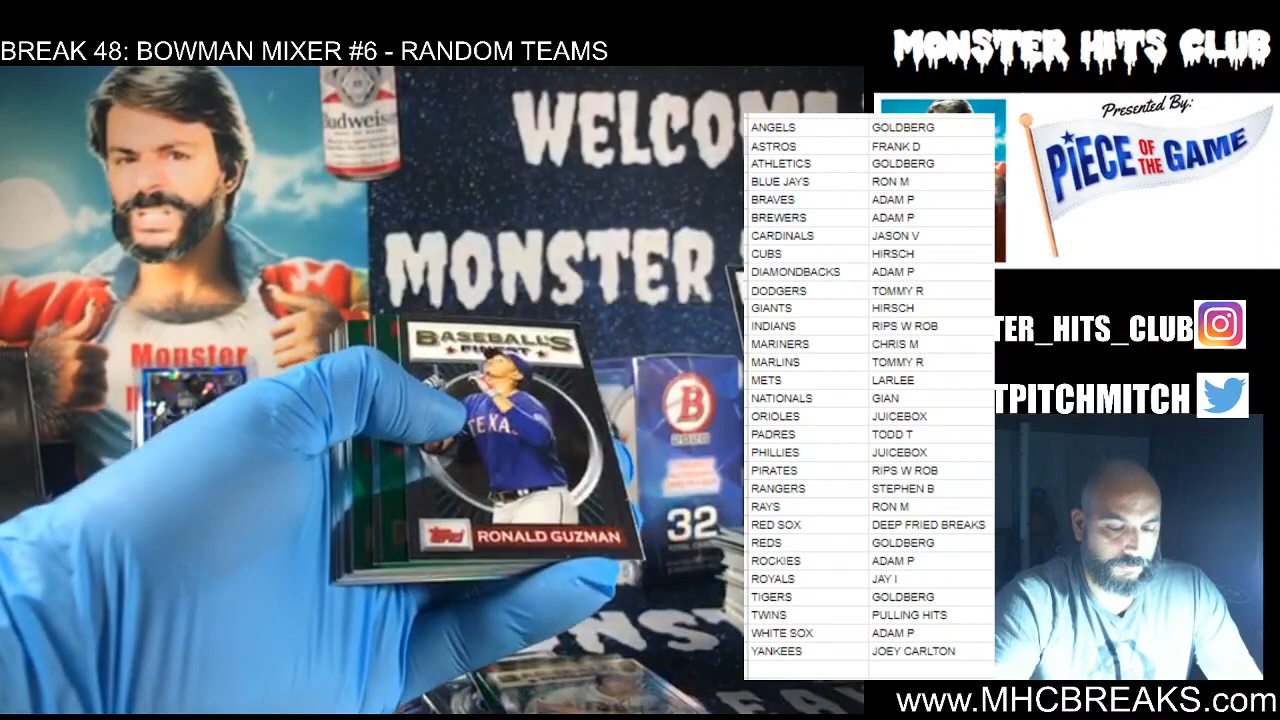 BREAK 48: BOWMAN MIXER #6 - RANDOM TEAMS
MONSTER HITS CLUB
Presented By:
PIECE OF THE GAME
Budweiser
WELCOME
MONSTER
Monster
BASEBALL'S
FINEST
TEXA
topps
RONALD GUZMAN
B
2020
32
ANGELS GOLDBERG
ASTROS FRANK D
ATHLETICS GOLDBERG
BLUE JAYS RON M
BRAVES ADAM P
BREWERS ADAM P
CARDINALS JASON V
CUBS HIRSCH
DIAMONDBACKS ADAM P
DODGERS TOMMY R
GIANTS HIRSCH
INDIANS RIPS W ROB
MARINERS CHRIS M
MARLINS TOMMY R
METS LARLEE
NATIONALS GIAN
ORIOLES JUICEBOX
PADRES TODD T
PHILLIES JUICEBOX
PIRATES RIPS W ROB
RANGERS STEPHEN B
RAYS RON M
RED SOX DEEP FRIED BREAKS
REDS GOLDBERG
ROCKIES ADAM P
ROYALS JAY I
TIGERS GOLDBERG
TWINS PULLING HITS
WHITE SOX ADAM P
YANKEES JOEY CARLTON
TER_HITS_CLUB
TPITCHMITCH
www.MHCBREAKS.com